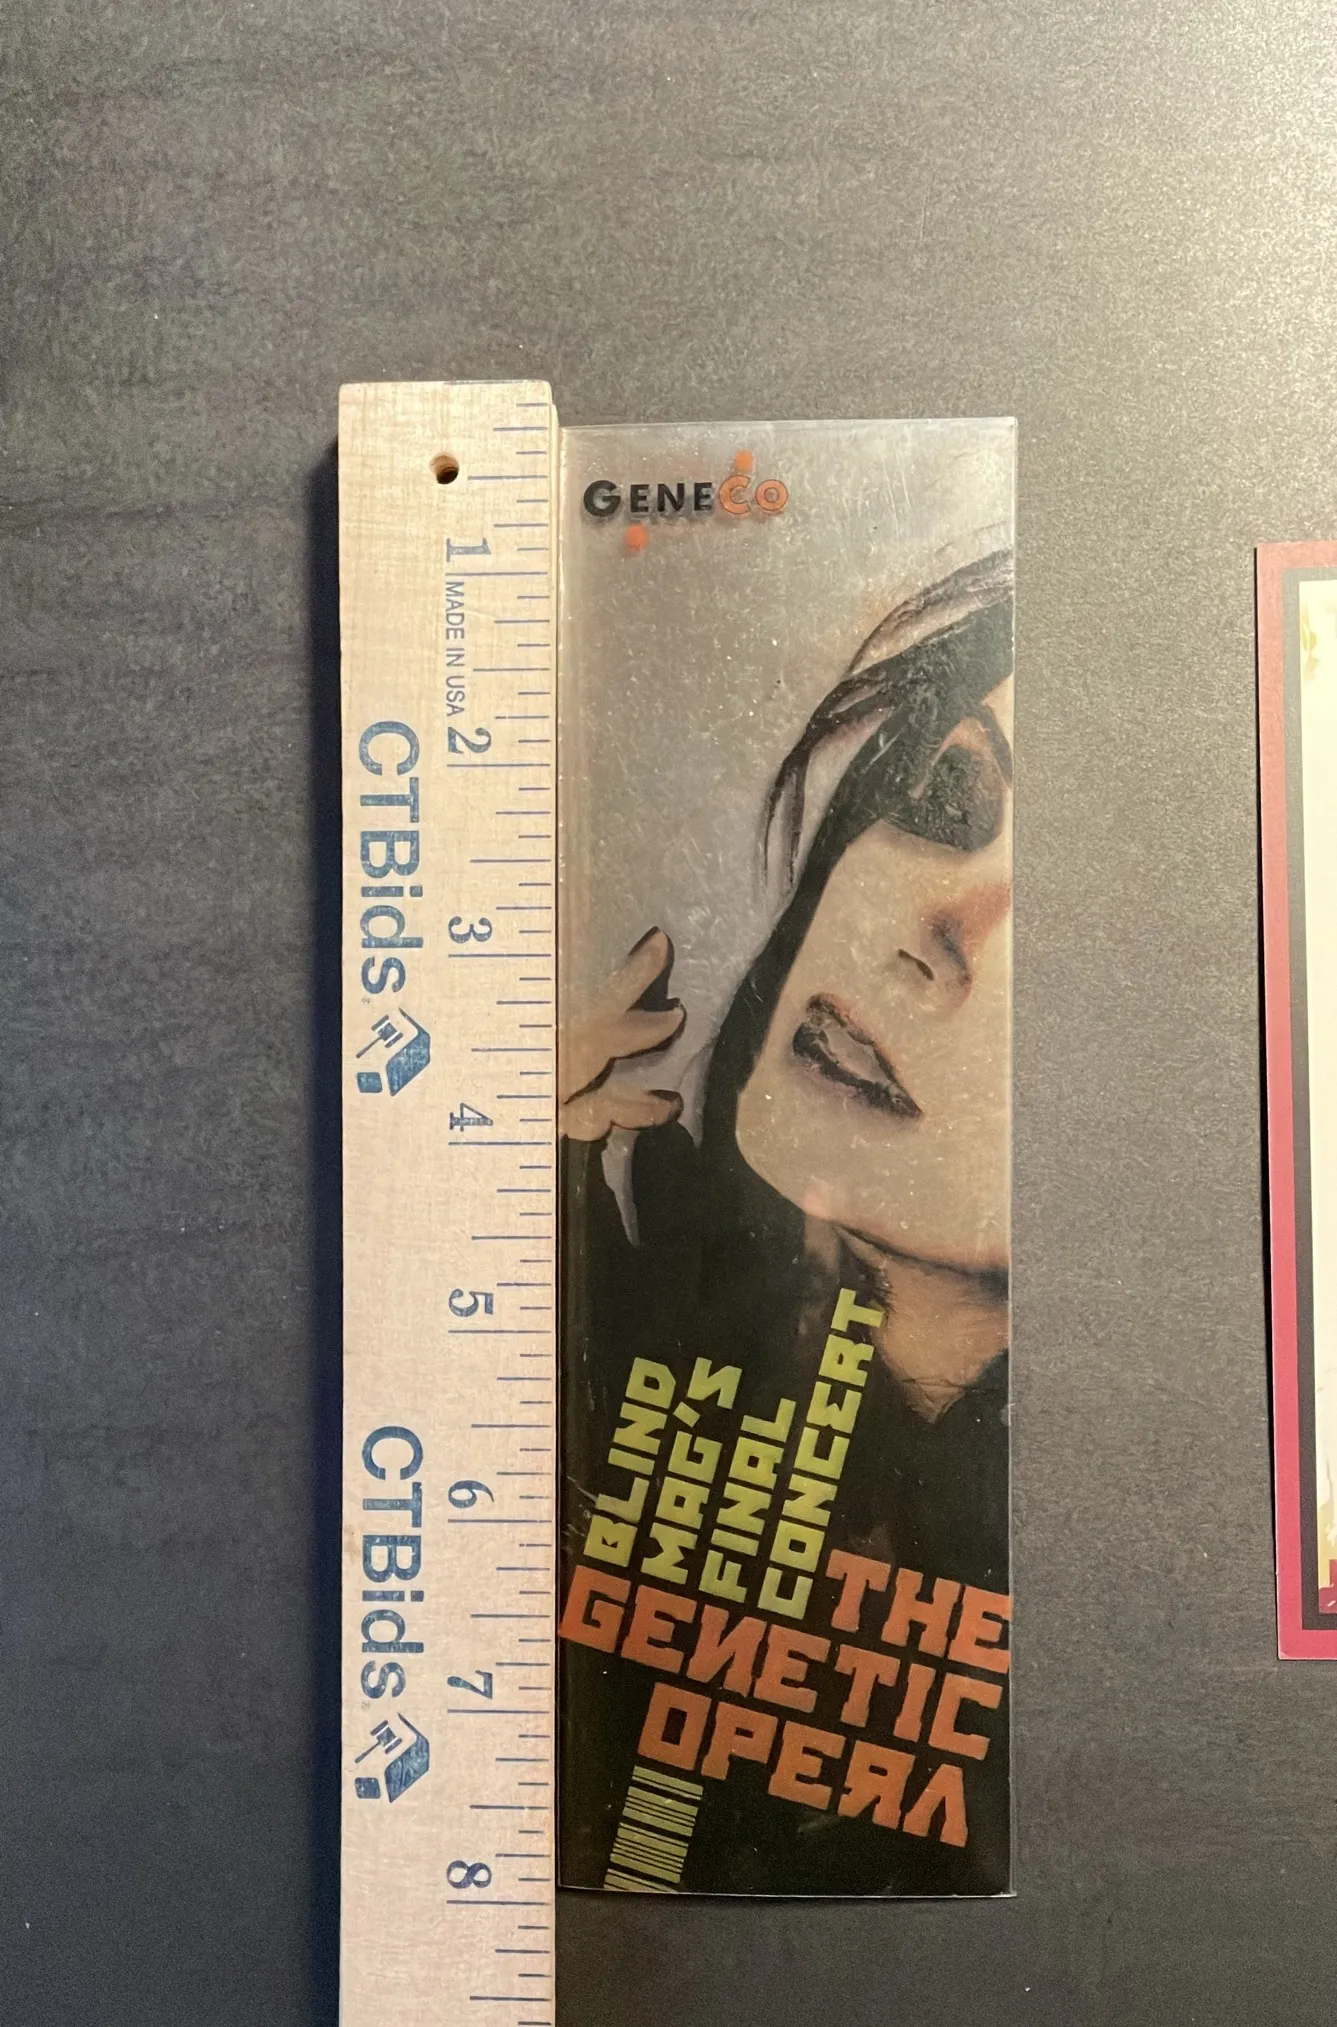 1
MADE IN USA
2
CTBids
3
4
5
CTBids
6
7
8
GENECO
BLIND
MAG'S
FINAL
CONCERT
THE
GENETIC
OPERA